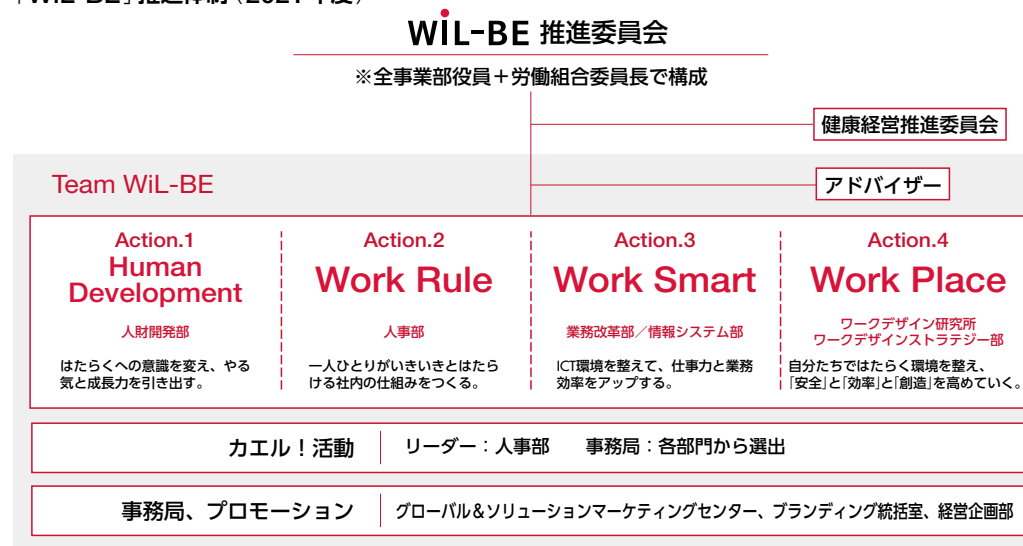 「WiL-BE」推進体制(2021年度)
WiL-BE 推進委員会
※全事業部役員+労働組合委員長で構成
健康経営推進委員会
Team WiL-BE
アドバイザー
Action.1
Human
Development
人財開発部
はたらくへの意識を変え、やる
気と成長力を引き出す。
Action.2
Work Rule
人事部
一人ひとりがいきいきとはたら
ける社内の仕組みをつくる。
Action.3
Work Smart
業務改革部/情報システム部
ICT環境を整えて、仕事力と業務
効率をアップする。
Action.4
Work Place
ワークデザイン研究所
ワークデザインストラテジー部
自分たちではたらく環境を整え、
「安全」と「効率」と「創造」を高めていく。
カエル!活動 リーダー:人事部 事務局:各部門から選出
事務局、プロモーション グローバル&ソリューションマーケティングセンター、ブランディング統括室、経営企画部